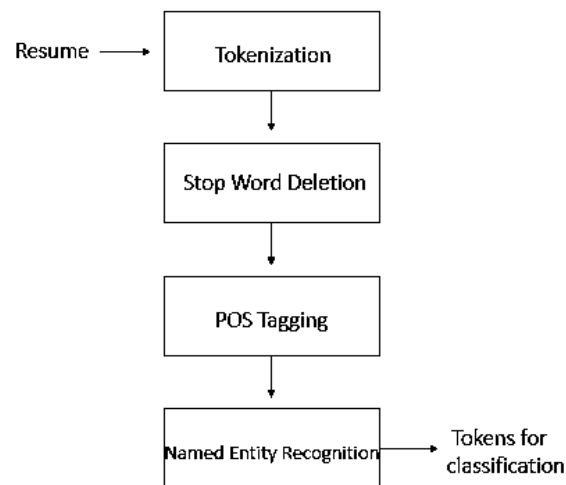 Resume
Tokenization
Stop Word Deletion
POS Tagging
Named Entity Recognition
Tokens for
classification